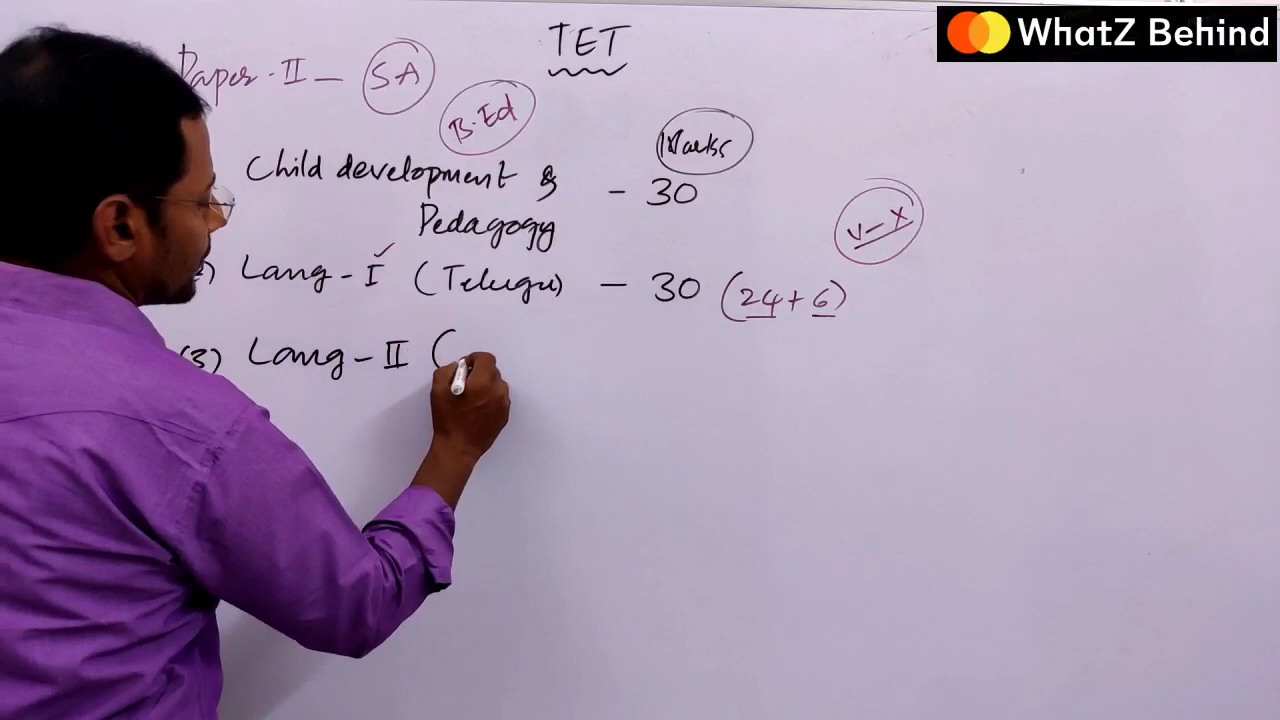 WhatZ Behind
TET
Paper-II - SA
B.Ed
Marks
Child development & - 30
Pedagogy
V-X
) Lang-I (Telugu) - 30 (24+6)
(3) Lang-II (